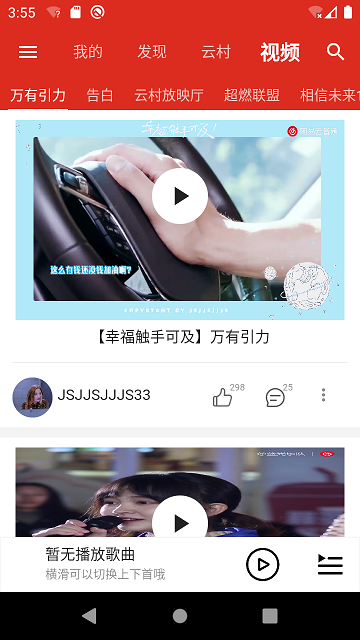 3:55
我的 发现 云村 视频
万有引力 告白 云村放映厅 超燃联盟 相信未来
幸福触手可及!
网易云音乐
这么有钱还没钱加油啊?
COPYSTART BY jsjjsjjjs
【幸福触手可及】万有引力
JSJJSJJJS33 298 25
暂无播放歌曲
横滑可以切换上下首哦